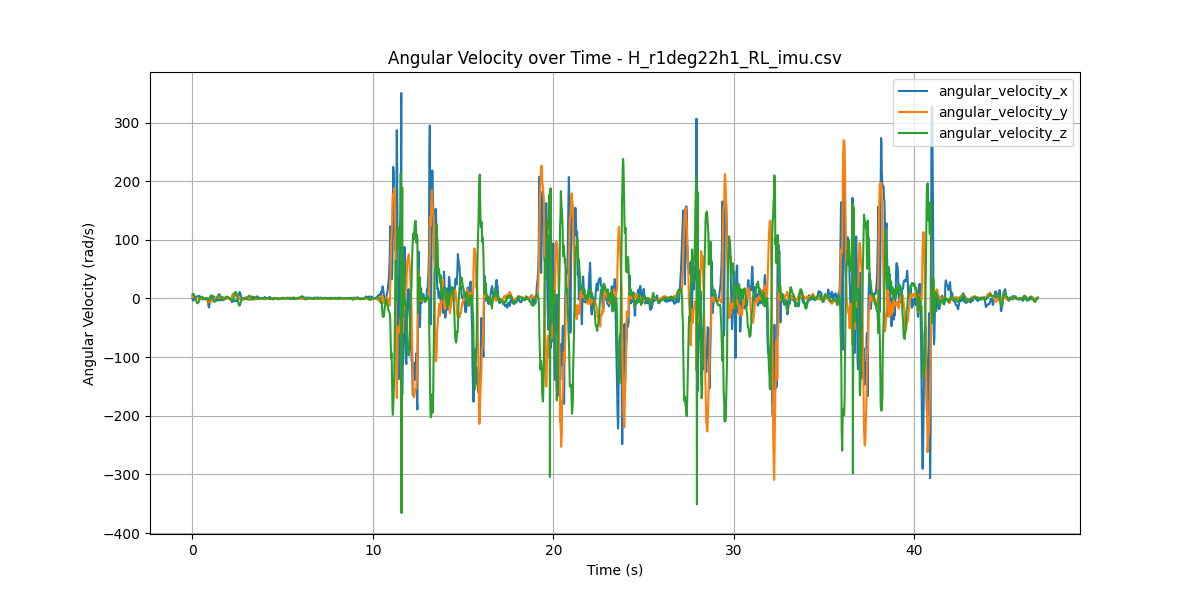 Angular Velocity over Time - H_r1deg22h1_RL_imu.csv
angular_velocity_x
angular_velocity_y
angular_velocity_z
Angular Velocity (rad/s)
300
200
100
0
−100
−200
−300
−400
0 10 20 30 40
Time (s)